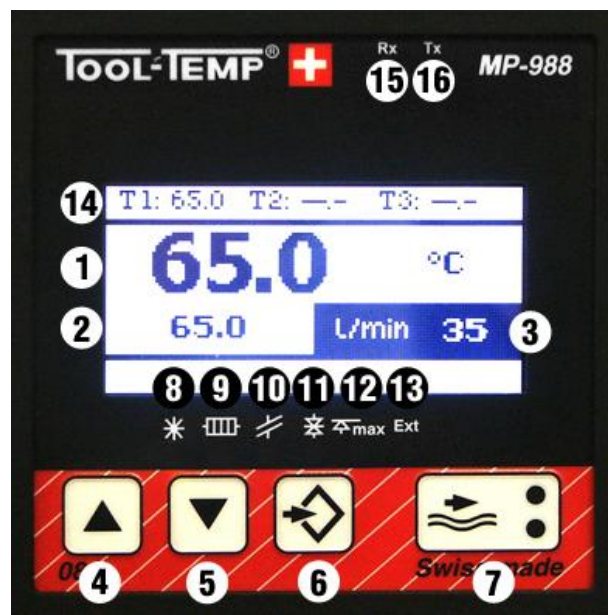 TOOL-TEMP®
Rx Tx
15 16
MP-988
14 T1: 65.0 T2: —.- T3: —.-
1 65.0 °C
2 65.0 L/min 35 3
8 9 10 11 12 13
max Ext
4 5 6 7
Swiss made